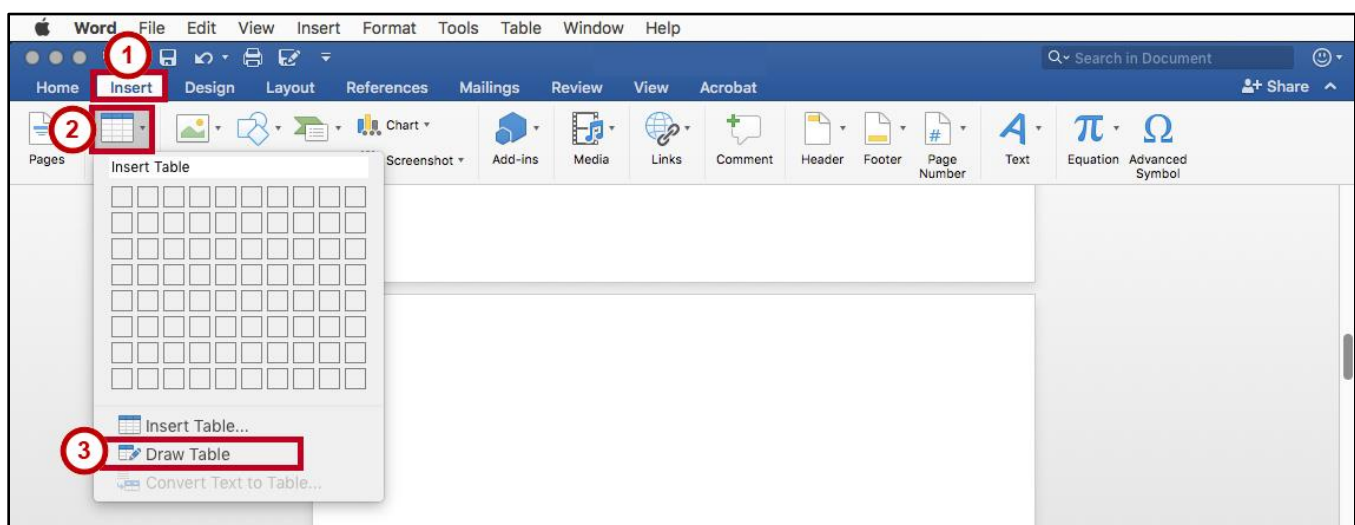 Word File Edit View Insert Format Tools Table Window Help
1
Search in Document
Home Insert Design Layout References Mailings Review View Acrobat Share
2
Chart
Pages Screenshot Add-ins Media Links Comment Header Footer Page Number Text Equation Advanced Symbol
Insert Table
Insert Table...
3 Draw Table
Convert Text to Table...